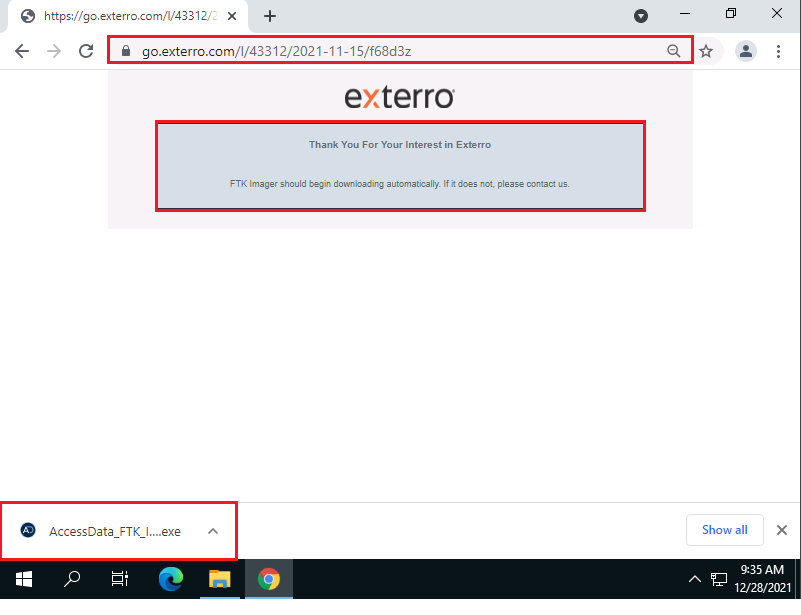 https://go.exterro.com/l/43312/2
go.exterro.com/l/43312/2021-11-15/f68d3z
exterro
Thank You For Your Interest in Exterro
FTK Imager should begin downloading automatically. If it does not, please contact us.
AccessData_FTK_I....exe
Show all
9:35 AM
12/28/2021